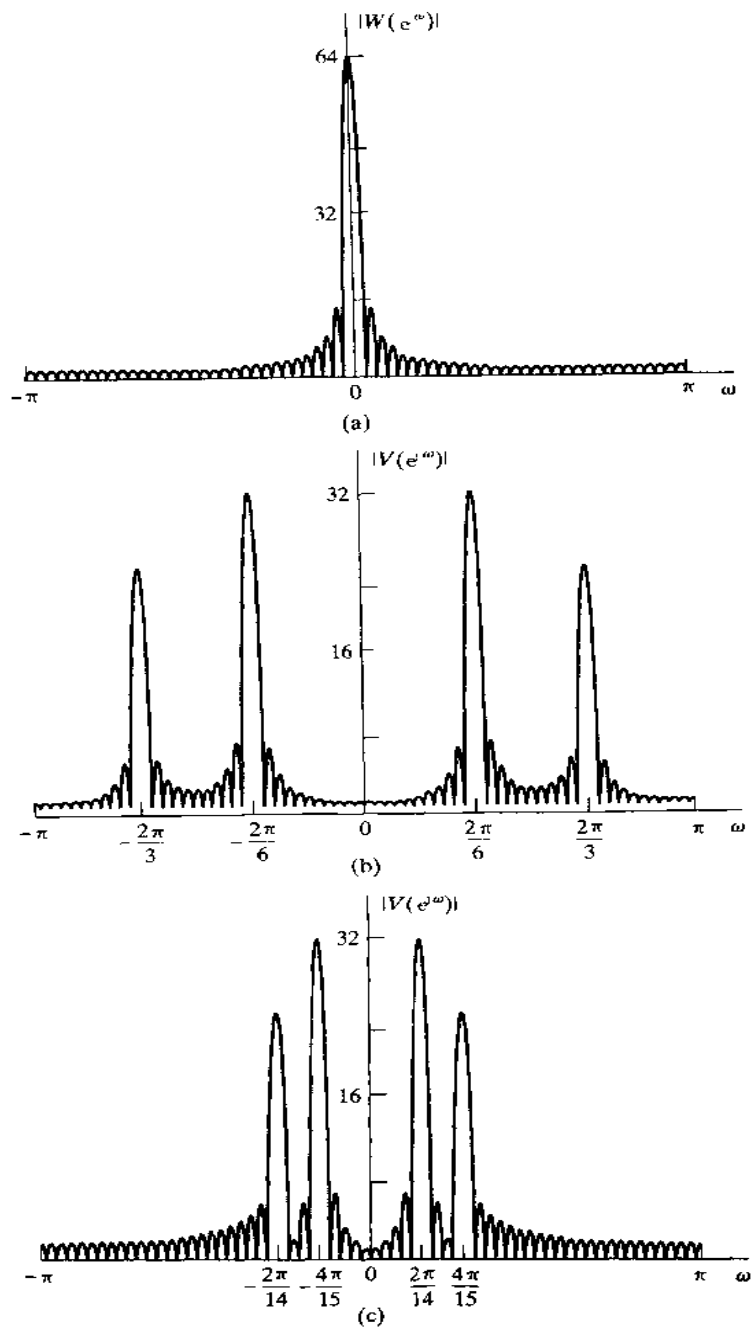 |W(e^ω)|
64
32
-π 0 π ω
(a)
|V(e^jω)|
32
16
-π -2π/3 -2π/6 0 2π/6 2π/3 π ω
(b)
|V(e^jω)|
32
16
-π -2π/14 -4π/15 0 2π/14 4π/15 π ω
(c)